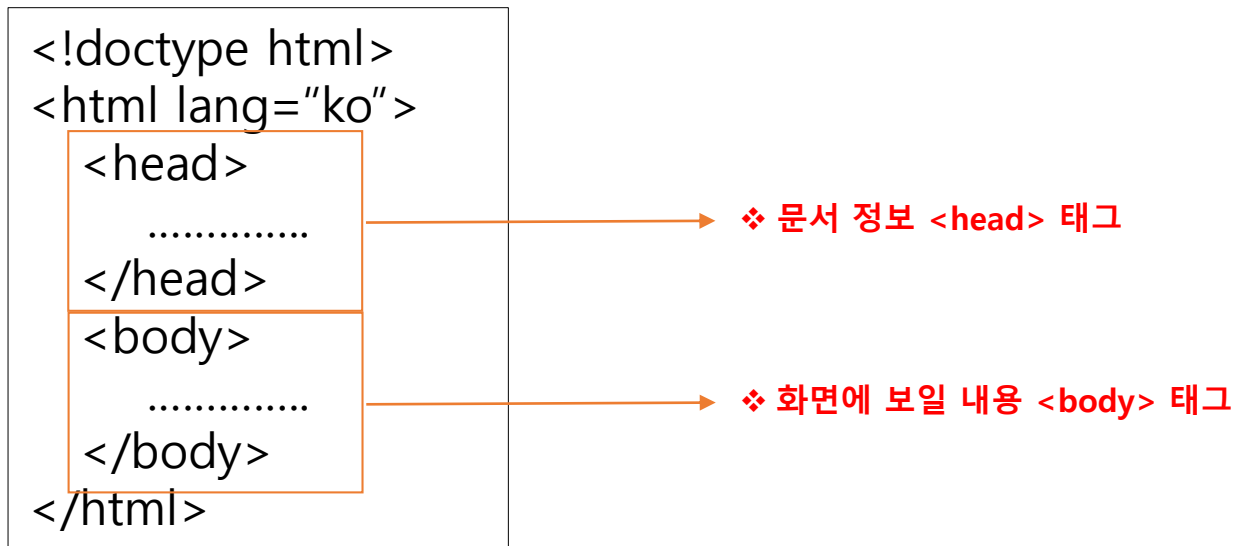 <!doctype html>
<html lang="ko">
<head>
..............
</head>
<body>
..............
</body>
</html>
❖ 문서 정보 <head> 태그
❖ 화면에 보일 내용 <body> 태그